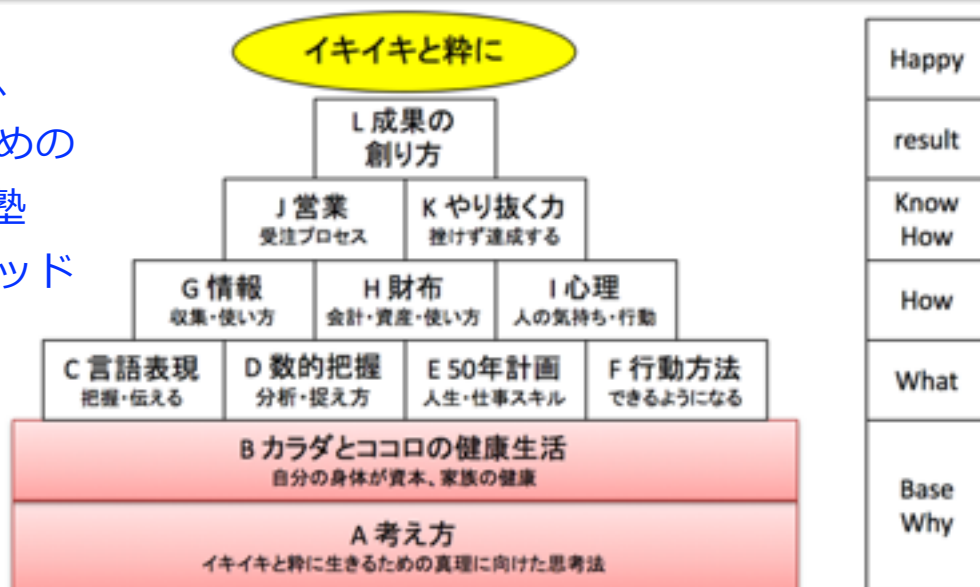 、
めの
塾
ッド
イキイキと粋に
L 成果の
創り方
J 営業
受注プロセス
K やり抜く力
挫けず達成する
G 情報
収集・使い方
H 財布
会計・資産・使い方
I 心理
人の気持ち・行動
C 言語表現
把握・伝える
D 数的把握
分析・捉え方
E 50年計画
人生・仕事スキル
F 行動方法
できるようになる
B カラダとココロの健康生活
自分の身体が資本、家族の健康
A 考え方
イキイキと粋に生きるための真理に向けた思考法
Happy
result
Know
How
How
What
Base
Why